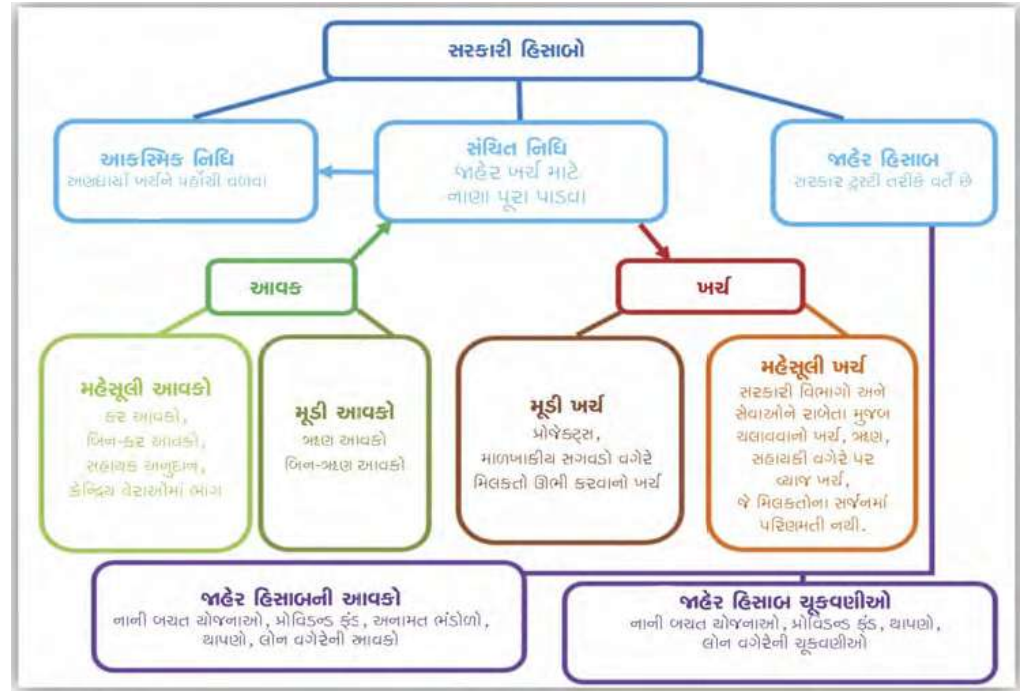 સરકારી હિસાબો
આકસ્મિક નિધિ
અણધાર્યા ખર્ચને પહોંચી વળવા
સંચિત નિધિ
જાહેર ખર્ચ માટે
નાણા પૂરા પાડવા
જાહેર હિસાબ
સરકાર ટ્રસ્ટી તરીકે વર્તે છે
આવક
ખર્ચ
મહેસૂલી આવકો
કર આવકો,
બિન-કર આવકો,
સહાયક અનુદાન,
કેન્દ્રિય વેરાઓમાં ભાગ
મૂડી આવકો
ઋણ આવકો
બિન-ઋણ આવકો
મૂડી ખર્ચ
પ્રોજેક્ટ્સ,
માળખાકીય સગવડો વગેરે
મિલકતો ઊભી કરવાનો ખર્ચ
મહેસૂલી ખર્ચ
સરકારી વિભાગો અને
સેવાઓને રાબેતા મુજબ
ચલાવવાનો ખર્ચ, ઋણ,
સહાયકી વગેરે પર
વ્યાજ ખર્ચ,
જે મિલકતોના સર્જનમાં
પરિણમતી નથી.
જાહેર હિસાબની આવકો
નાની બચત યોજનાઓ, પ્રોવિડન્ડ ફંડ, અનામત ભંડોળો,
થાપણો, લોન વગેરેની આવકો
જાહેર હિસાબ ચૂકવણીઓ
નાની બચત યોજનાઓ, પ્રોવિડન્ડ ફંડ, થાપણો,
લોન વગેરેની ચૂકવણીઓ